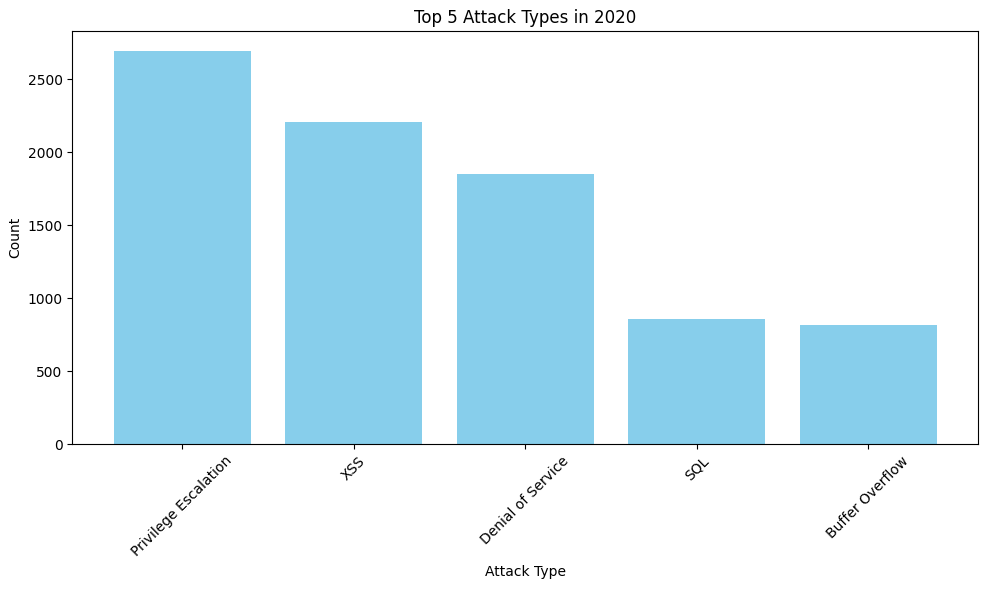 Top 5 Attack Types in 2020
Count
2500
2000
1500
1000
500
0
Privilege Escalation
XSS
Denial of Service
SQL
Buffer Overflow
Attack Type